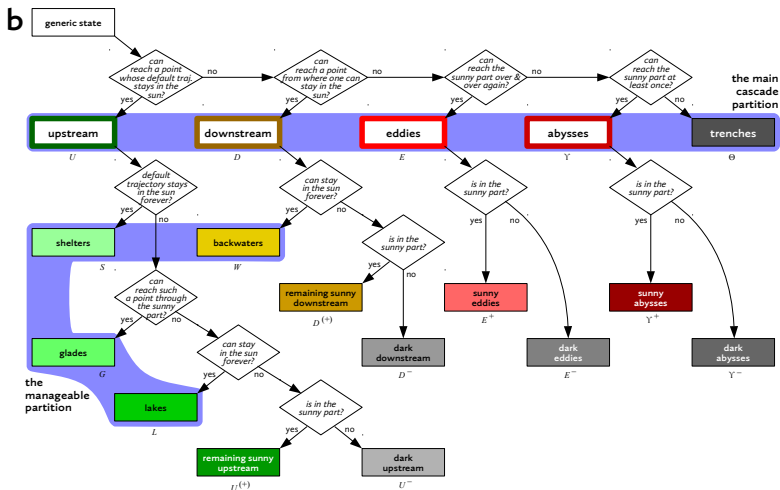 b
generic state
can
reach a point
whose default traj.
stays in the
sun?
no
can
reach a point
from where one can
stay in the
sun?
no
can
reach the
sunny part over &
over again?
no
can
reach the
sunny part at
least once?
the main
cascade
partition
yes
yes
yes
yes
no
upstream
downstream
eddies
abysses
trenches
U
D
E
ϒ
Θ
default
trajectory stays
in the sun
forever?
can stay
in the sun
forever?
is in the
sunny part?
is in the
sunny part?
yes
no
yes
no
yes
no
yes
no
shelters
backwaters
is in the
sunny part?
S
W
yes
no
can
reach such
a point through
the sunny
part?
remaining sunny
downstream
sunny
eddies
sunny
abysses
D(+)
E+
ϒ+
yes
no
glades
can stay
in the sun
forever?
dark
downstream
dark
eddies
dark
abysses
G
D−
E−
ϒ−
the
manageable
partition
yes
no
lakes
is in the
sunny part?
L
yes
no
remaining sunny
upstream
dark
upstream
U(+)
U−